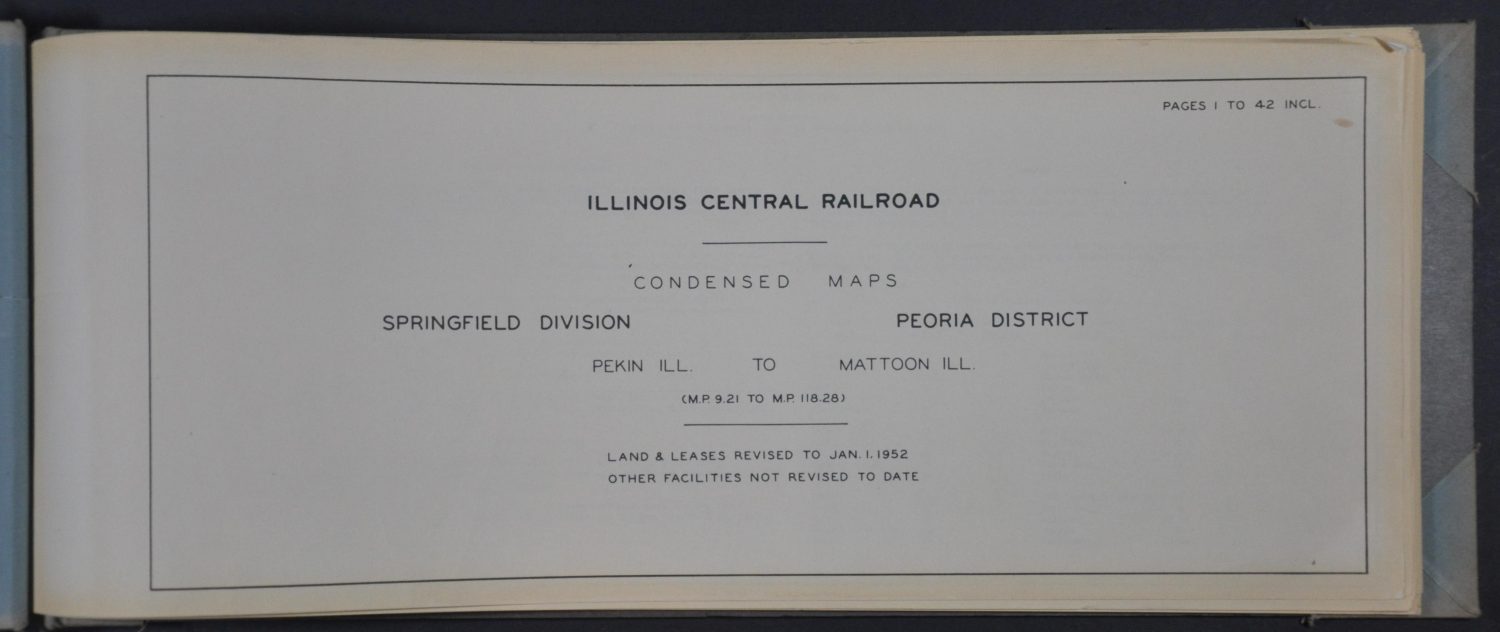 PAGES 1 TO 42 INCL.
ILLINOIS CENTRAL RAILROAD
CONDENSED MAPS
SPRINGFIELD DIVISION PEORIA DISTRICT
PEKIN ILL. TO MATTOON ILL.
(M.P. 9.21 TO M.P. 118.28)
LAND & LEASES REVISED TO JAN. 1. 1952
OTHER FACILITIES NOT REVISED TO DATE